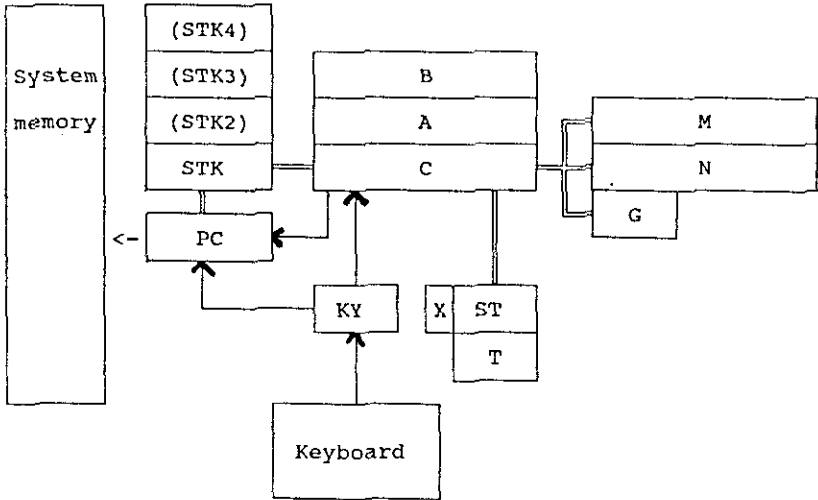 System
memory
(STK4)
(STK3)
(STK2)
STK
<- PC
B
A
C
M
N
G
KY
X ST
T
Keyboard